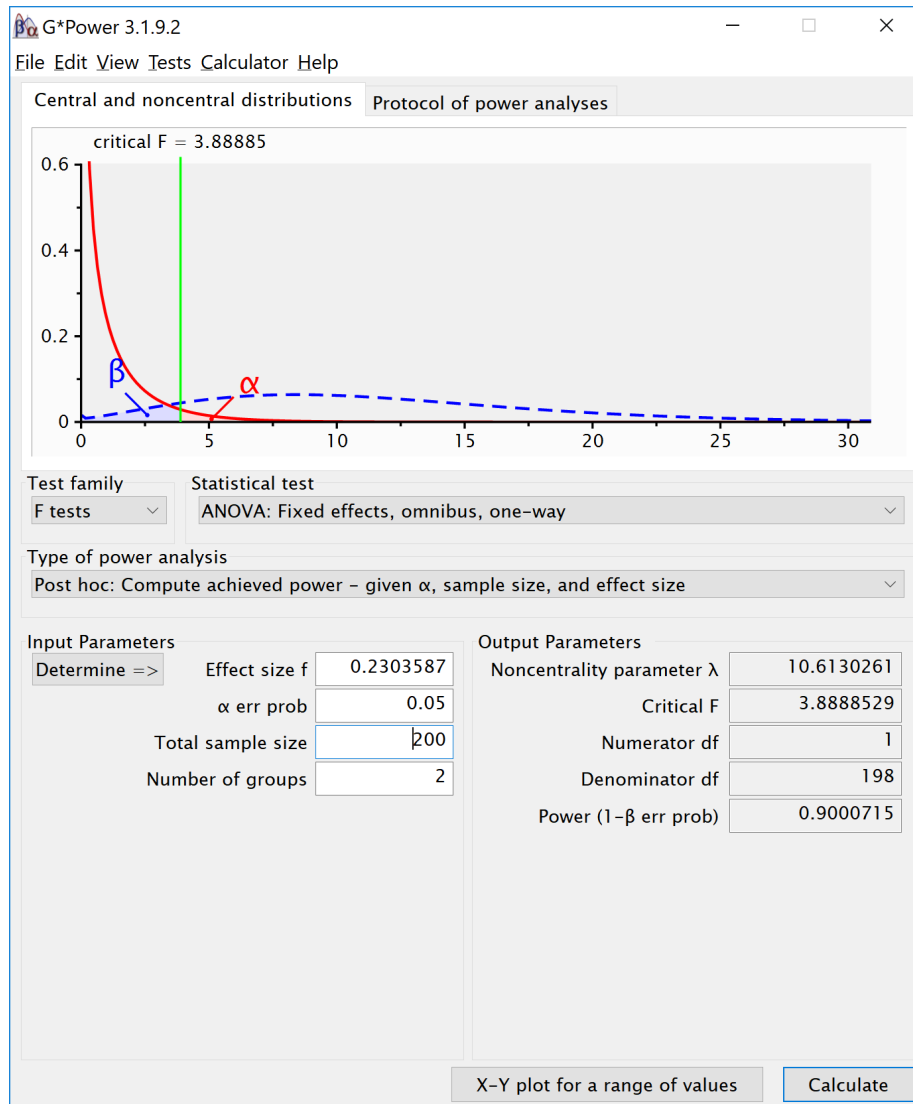 G*Power 3.1.9.2
File Edit View Tests Calculator Help
Central and noncentral distributions Protocol of power analyses
critical F = 3.88885
0.6
0.4
0.2
0
β
α
0 5 10 15 20 25 30
Test family Statistical test
F tests ANOVA: Fixed effects, omnibus, one-way
Type of power analysis
Post hoc: Compute achieved power – given α, sample size, and effect size
Input Parameters Output Parameters
Determine => Effect size f 0.2303587 Noncentrality parameter λ 10.6130261
α err prob 0.05 Critical F 3.8888529
Total sample size 200 Numerator df 1
Number of groups 2 Denominator df 198
Power (1-β err prob) 0.9000715
X-Y plot for a range of values Calculate